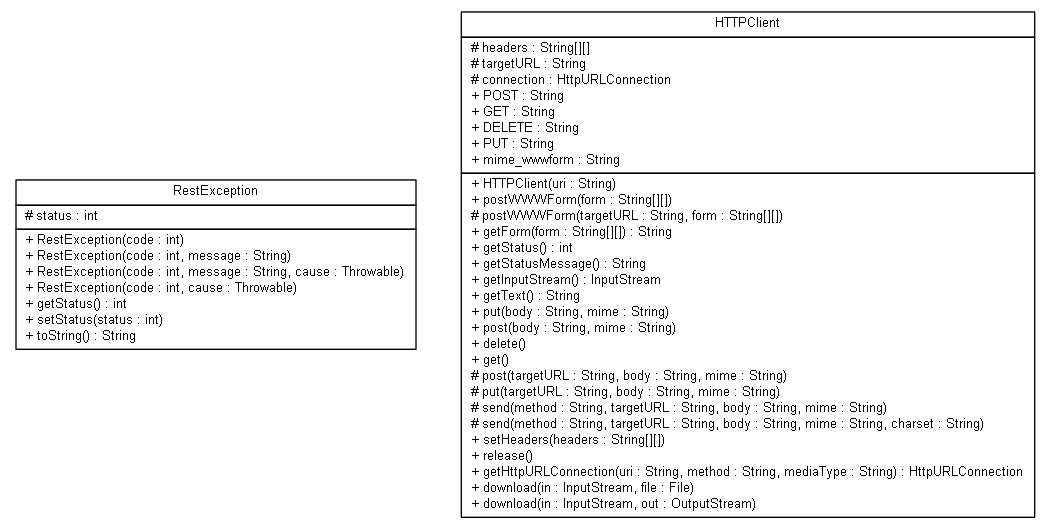 RestException
# status : int
+ RestException(code : int)
+ RestException(code : int, message : String)
+ RestException(code : int, message : String, cause : Throwable)
+ RestException(code : int, cause : Throwable)
+ getStatus() : int
+ setStatus(status : int)
+ toString() : String
HTTPClient
# headers : String[][]
# targetURL : String
# connection : HttpURLConnection
+ POST : String
+ GET : String
+ DELETE : String
+ PUT : String
+ mime_wwwform : String
+ HTTPClient(uri : String)
+ postWWWForm(form : String[][])
# postWWWForm(targetURL : String, form : String[][])
+ getForm(form : String[][]) : String
+ getStatus() : int
+ getStatusMessage() : String
+ getInputStream() : InputStream
+ getText() : String
+ put(body : String, mime : String)
+ post(body : String, mime : String)
+ delete()
+ get()
# post(targetURL : String, body : String, mime : String)
# put(targetURL : String, body : String, mime : String)
# send(method : String, targetURL : String, body : String, mime : String)
# send(method : String, targetURL : String, body : String, mime : String, charset : String)
+ setHeaders(headers : String[][])
+ release()
+ getHttpURLConnection(uri : String, method : String, mediaType : String) : HttpURLConnection
+ download(in : InputStream, file : File)
+ download(in : InputStream, out : OutputStream)